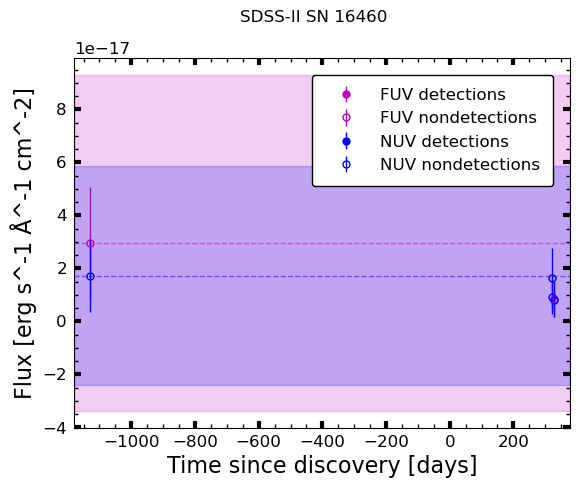 SDSS-II SN 16460
1e−17
FUV detections
FUV nondetections
NUV detections
NUV nondetections
8
6
4
2
0
−2
−4
−1000 −800 −600 −400 −200 0 200
Time since discovery [days]
Flux [erg s^-1 Å^-1 cm^-2]